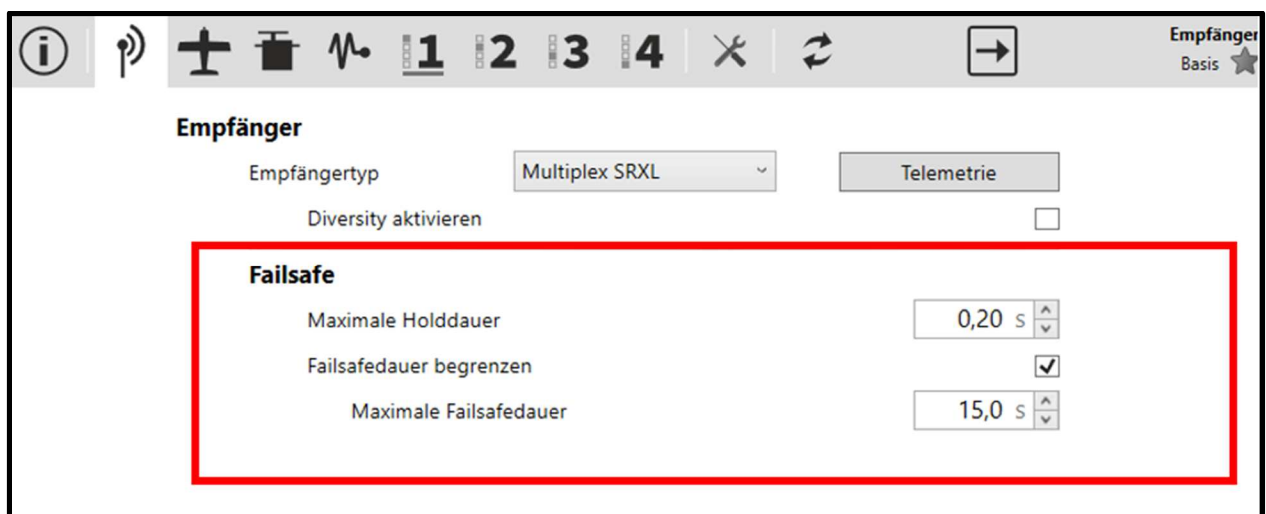 i 1 2 3 4 Empfänger
Basis
Empfänger
Empfängertyp Multiplex SRXL Telemetrie
Diversity aktivieren
Failsafe
Maximale Holddauer 0,20 s
Failsafedauer begrenzen
Maximale Failsafedauer 15,0 s